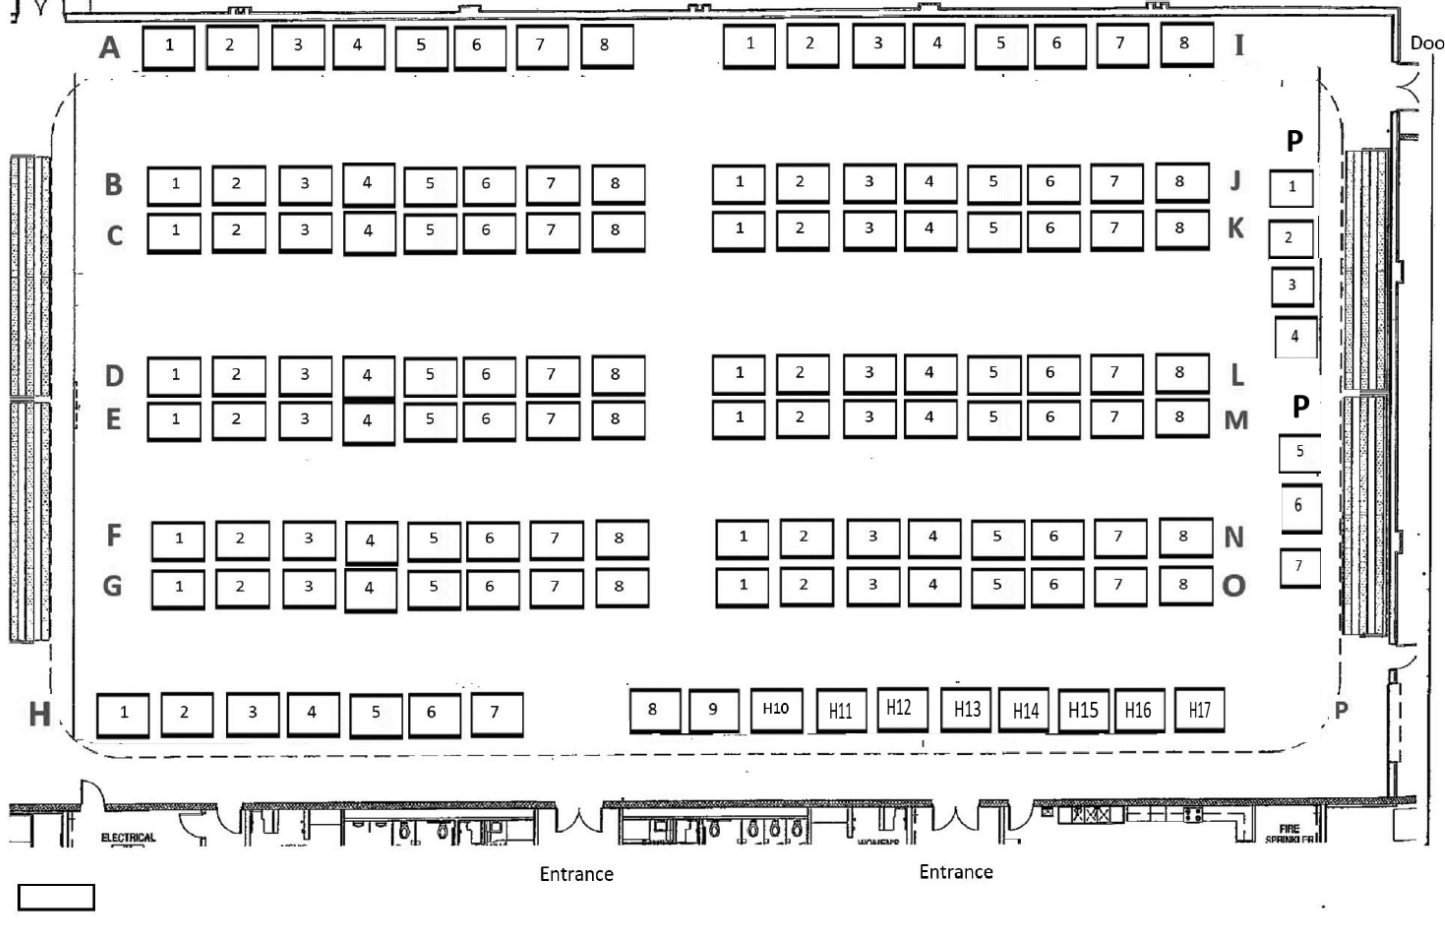 Y
Doo
A 1 2 3 4 5 6 7 8 1 2 3 4 5 6 7 8 I
P
B 1 2 3 4 5 6 7 8 1 2 3 4 5 6 7 8 J 1
C 1 2 3 4 5 6 7 8 1 2 3 4 5 6 7 8 K 2
3
4
D 1 2 3 4 5 6 7 8 1 2 3 4 5 6 7 8 L
P
E 1 2 3 4 5 6 7 8 1 2 3 4 5 6 7 8 M
5
6
F 1 2 3 4 5 6 7 8 1 2 3 4 5 6 7 8 N
7
G 1 2 3 4 5 6 7 8 1 2 3 4 5 6 7 8 O
H 1 2 3 4 5 6 7 8 9 H10 H11 H12 H13 H14 H15 H16 H17 P
ELECTRICAL
WOMEN'S
FIRE
SPRINKLER
Entrance Entrance